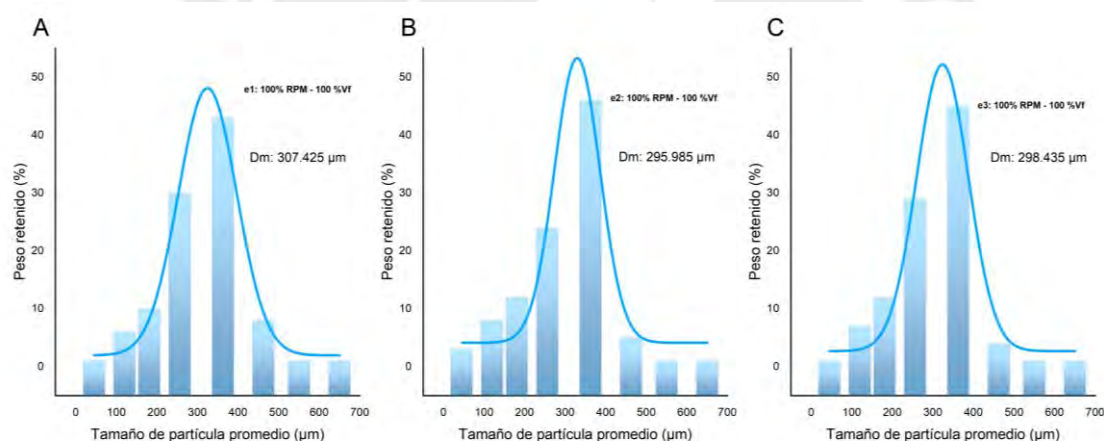 A
Peso retenido (%)
50
40
30
20
10
0
e1: 100% RPM - 100 %Vf
Dm: 307.425 µm
0 100 200 300 400 500 600 700
Tamaño de partícula promedio (µm)
B
Peso retenido (%)
50
40
30
20
10
0
e2: 100% RPM - 100 %Vf
Dm: 295.985 µm
0 100 200 300 400 500 600 700
Tamaño de partícula promedio (µm)
C
Peso retenido (%)
50
40
30
20
10
0
e3: 100% RPM - 100 %Vf
Dm: 298.435 µm
0 100 200 300 400 500 600 700
Tamaño de partícula promedio (µm)